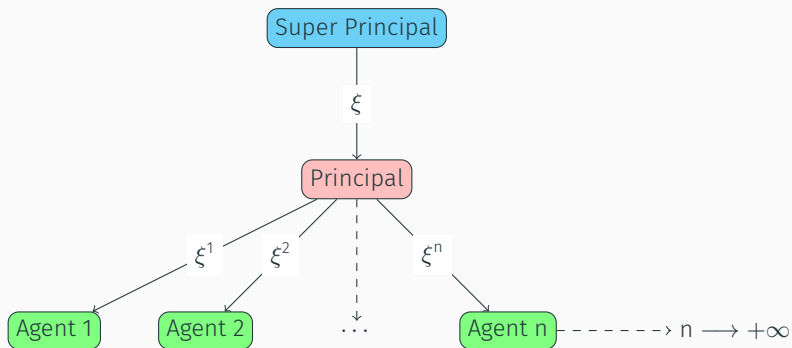 Super Principal
ξ
Principal
ξ¹ ξ² ξⁿ
Agent 1 Agent 2 ... Agent n n ⟶ +∞